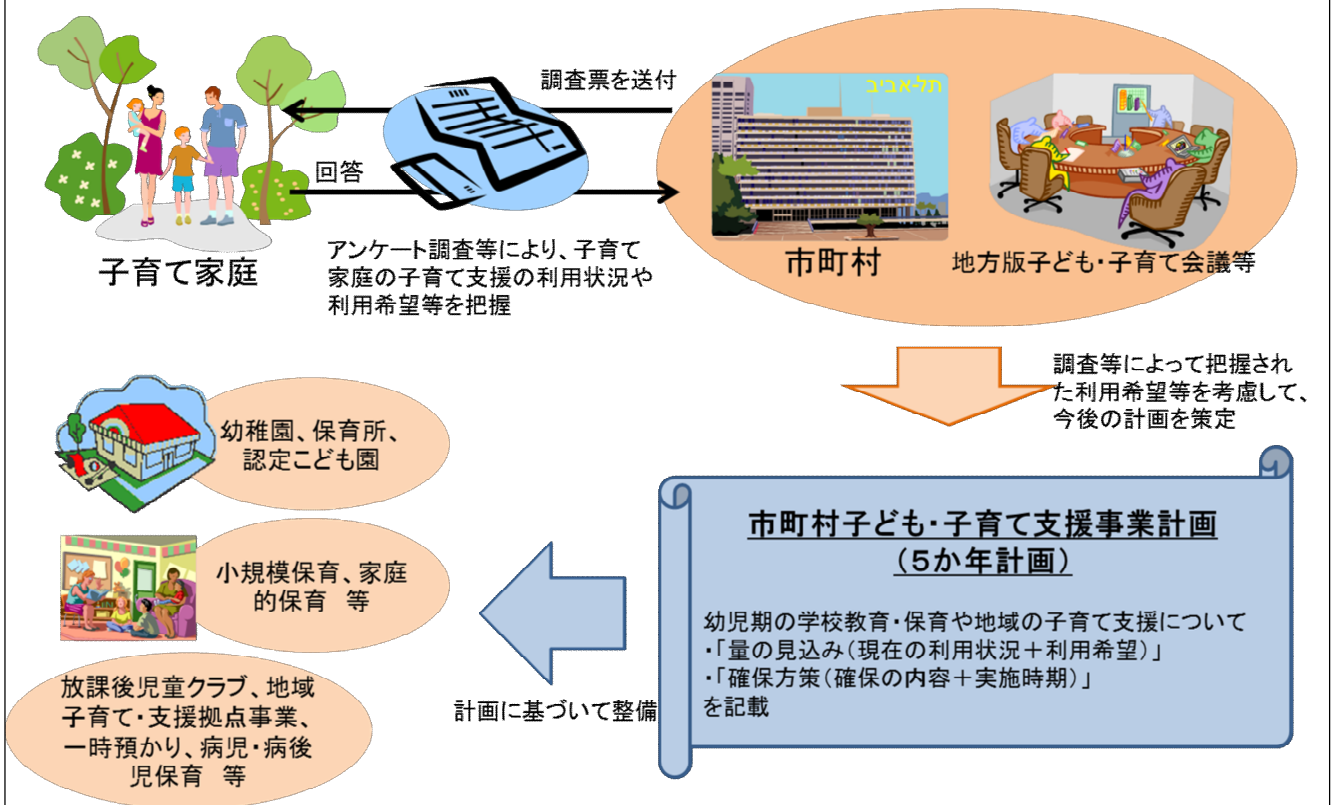 調査票を送付
תל-אביב
回答
子育て家庭
アンケート調査等により、子育て
家庭の子育て支援の利用状況や
利用希望等を把握
市町村
地方版子ども・子育て会議等
調査等によって把握され
た利用希望等を考慮して、
今後の計画を策定
市町村子ども・子育て支援事業計画
(5か年計画)
幼児期の学校教育・保育や地域の子育て支援について
・「量の見込み(現在の利用状況+利用希望)」
・「確保方策(確保の内容+実施時期)」
を記載
計画に基づいて整備
幼稚園、保育所、
認定こども園
小規模保育、家庭
的保育 等
放課後児童クラブ、地域
子育て・支援拠点事業、
一時預かり、病児・病後
児保育 等